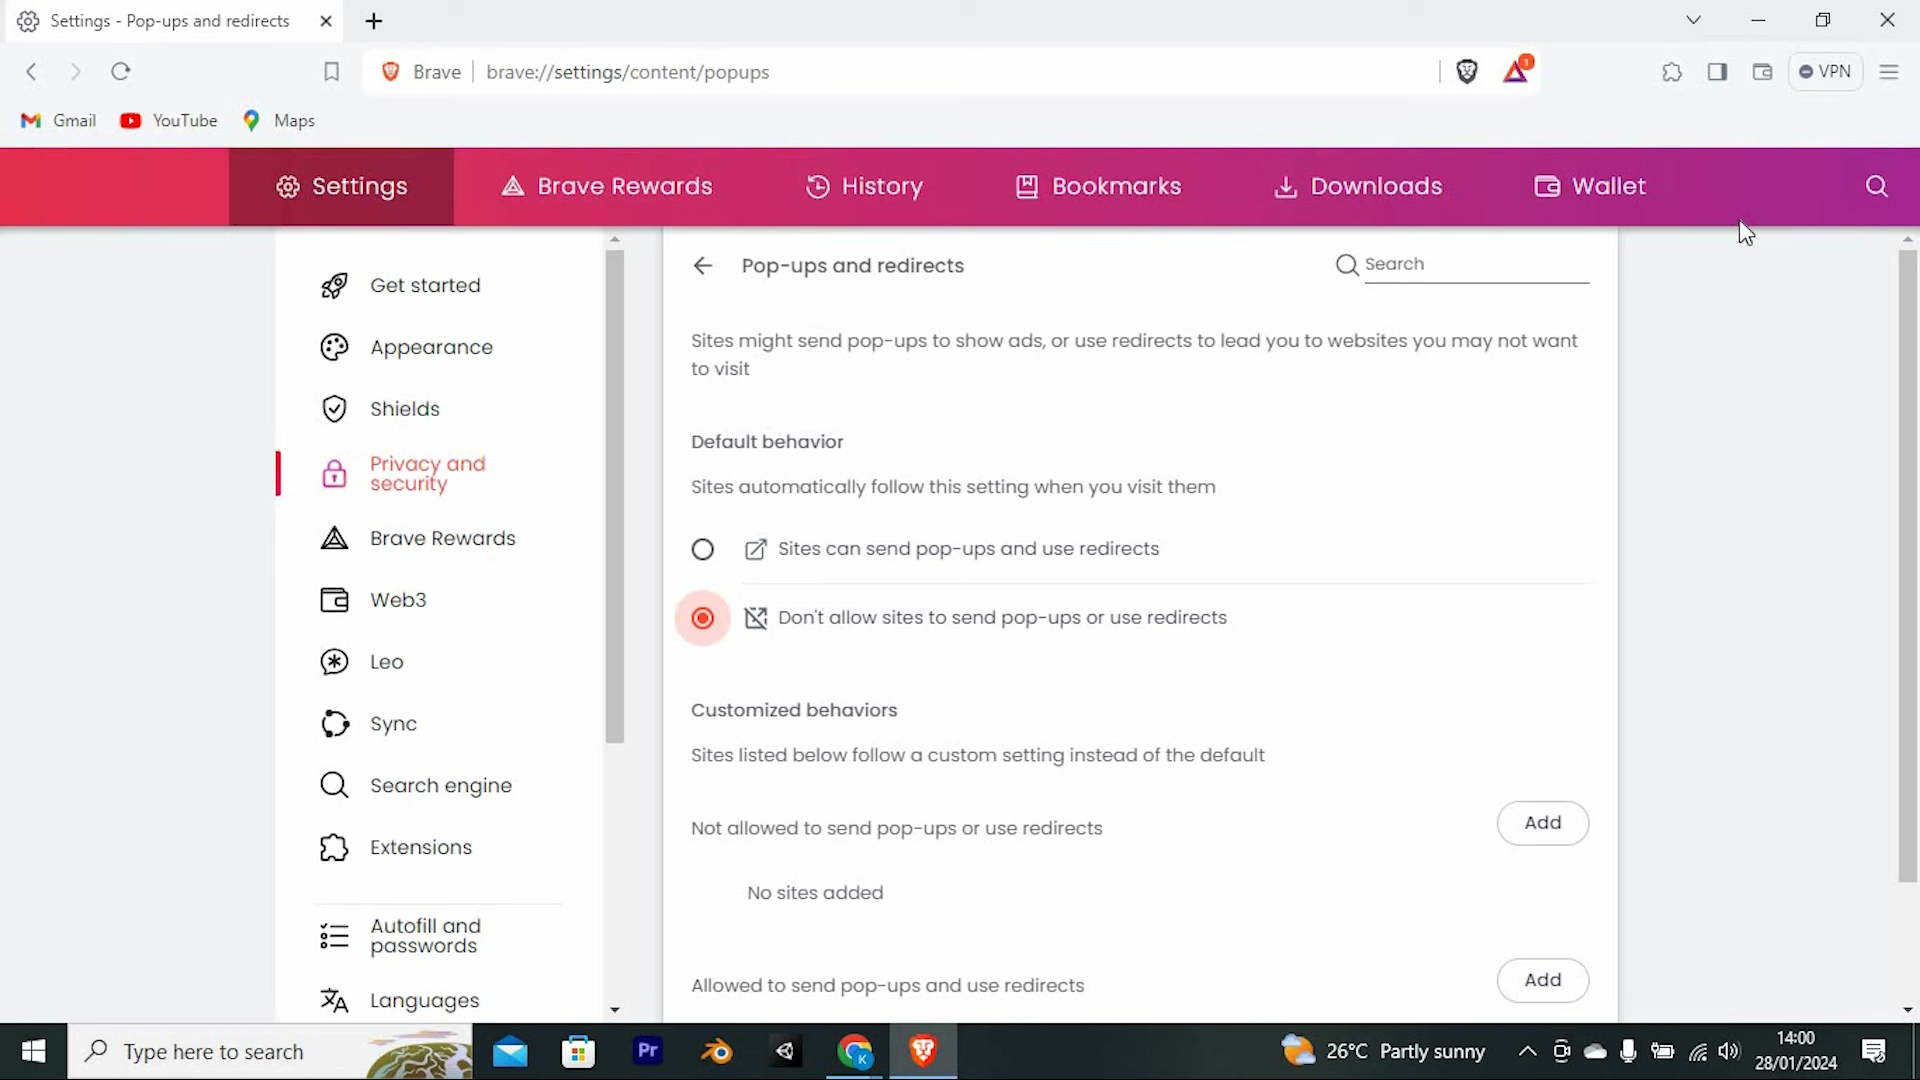 Settings - Pop-ups and redirects
Brave
brave://settings/content/popups
1
VPN
Gmail
YouTube
Maps
Settings
Brave Rewards
History
Bookmarks
Downloads
Wallet
Get started
Appearance
Shields
Privacy and
security
Brave Rewards
Web3
Leo
Sync
Search engine
Extensions
Autofill and
passwords
Languages
Pop-ups and redirects
Search
Sites might send pop-ups to show ads, or use redirects to lead you to websites you may not want
to visit
Default behavior
Sites automatically follow this setting when you visit them
Sites can send pop-ups and use redirects
Don't allow sites to send pop-ups or use redirects
Customized behaviors
Sites listed below follow a custom setting instead of the default
Not allowed to send pop-ups or use redirects
Add
No sites added
Allowed to send pop-ups and use redirects
Add
Type here to search
Pr
K
26°C Partly sunny
14:00
28/01/2024